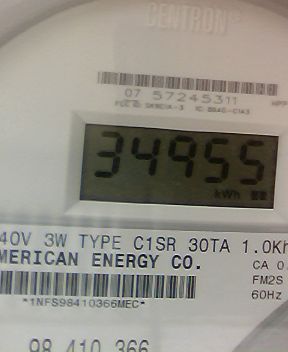 CENTRON
07 57245311
34955
kWh
40V 3W TYPE C1SR 30TA 1.0Kh
MERICAN ENERGY CO.
CA 0.
FM2S
60Hz
*1NFS98410366MEC*
98 410 366